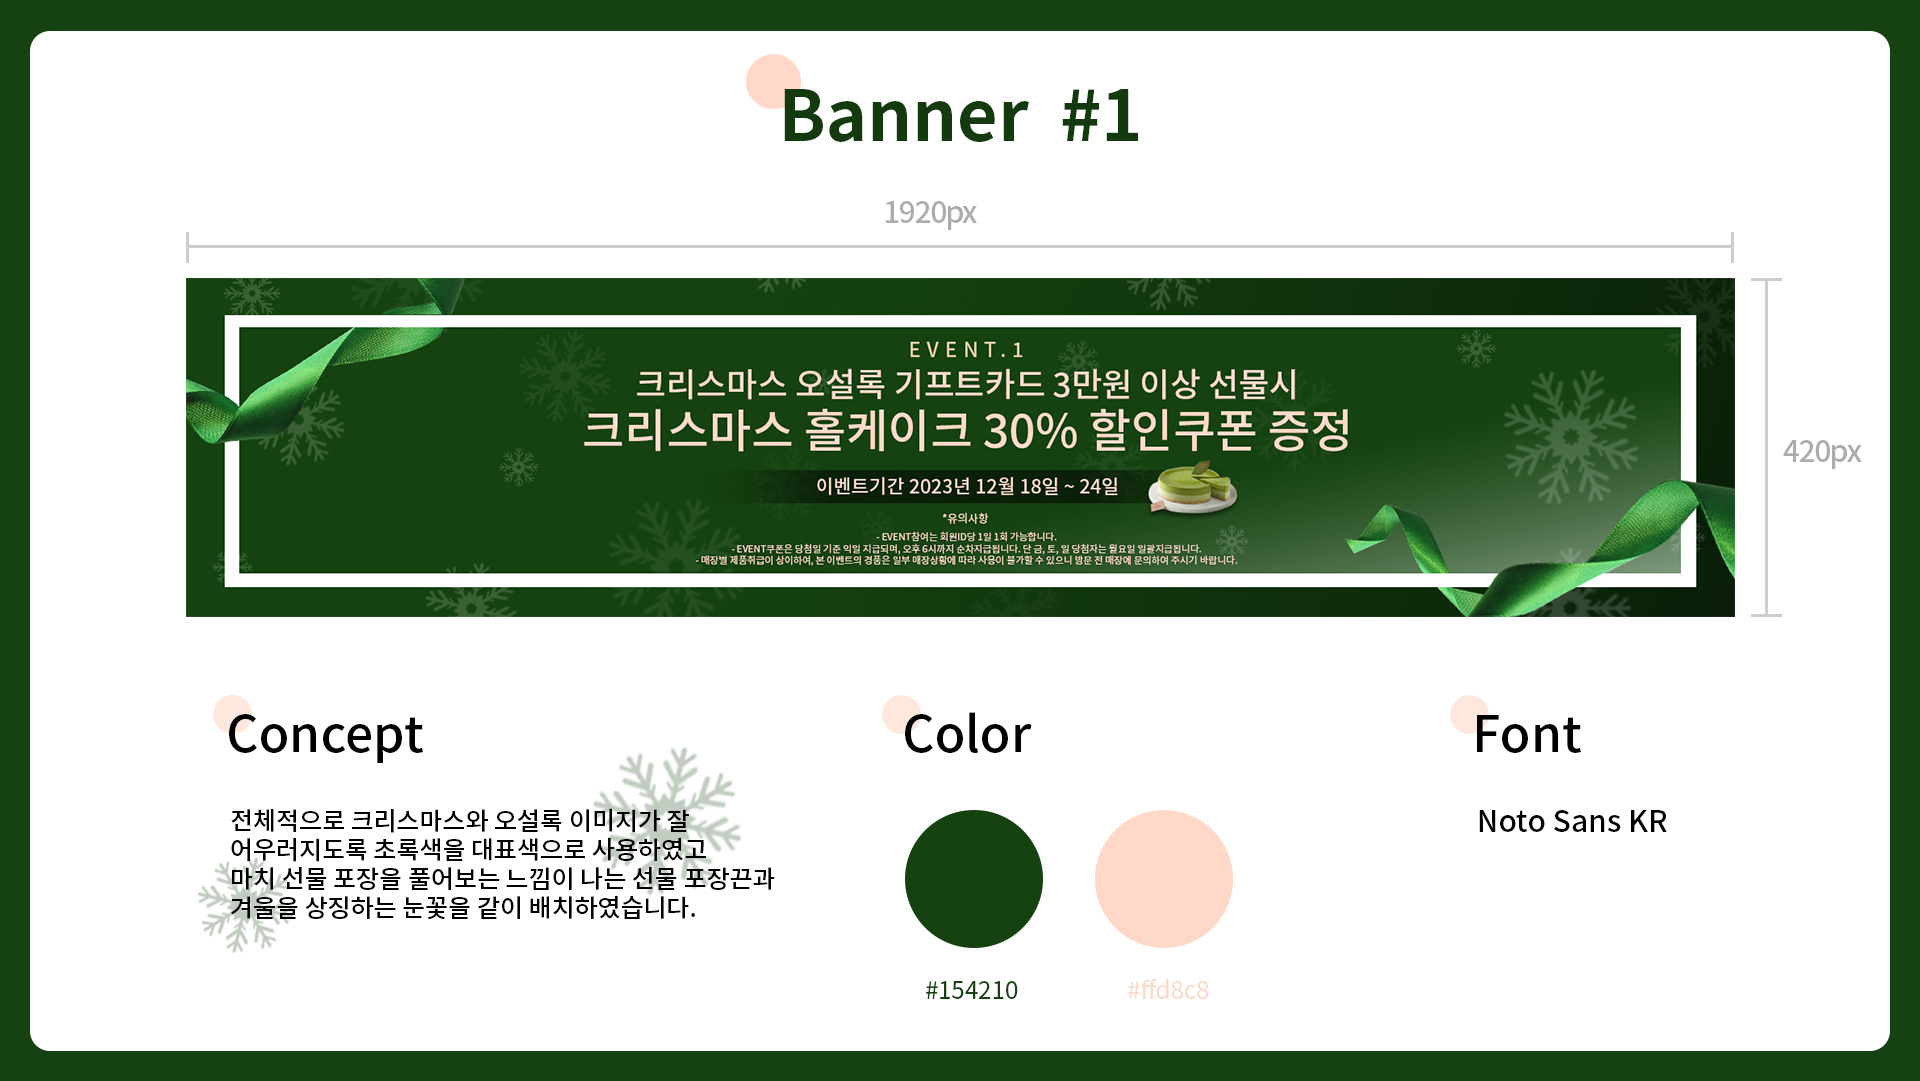 Banner #1
1920px
EVENT.1
크리스마스 오설록 기프트카드 3만원 이상 선물시
크리스마스 홀케이크 30% 할인쿠폰 증정
이벤트기간 2023년 12월 18일 ~ 24일
*유의사항
- EVENT참여는 회원ID당 1일 1회 가능합니다.
- EVENT쿠폰은 당첨일 기준 익일 지급되며, 오후 6시까지 순차지급됩니다. 단 금, 토, 일 당첨자는 월요일 일괄지급됩니다.
- 매장별 제품취급이 상이하여, 본 이벤트의 경품은 일부 매장상황에 따라 사용이 불가할 수 있으니 방문 전 매장에 문의하여 주시기 바랍니다.
420px
Concept
전체적으로 크리스마스와 오설록 이미지가 잘
어우러지도록 초록색을 대표색으로 사용하였고
마치 선물 포장을 풀어보는 느낌이 나는 선물 포장끈과
겨울을 상징하는 눈꽃을 같이 배치하였습니다.
Color
#154210
#ffd8c8
Font
Noto Sans KR